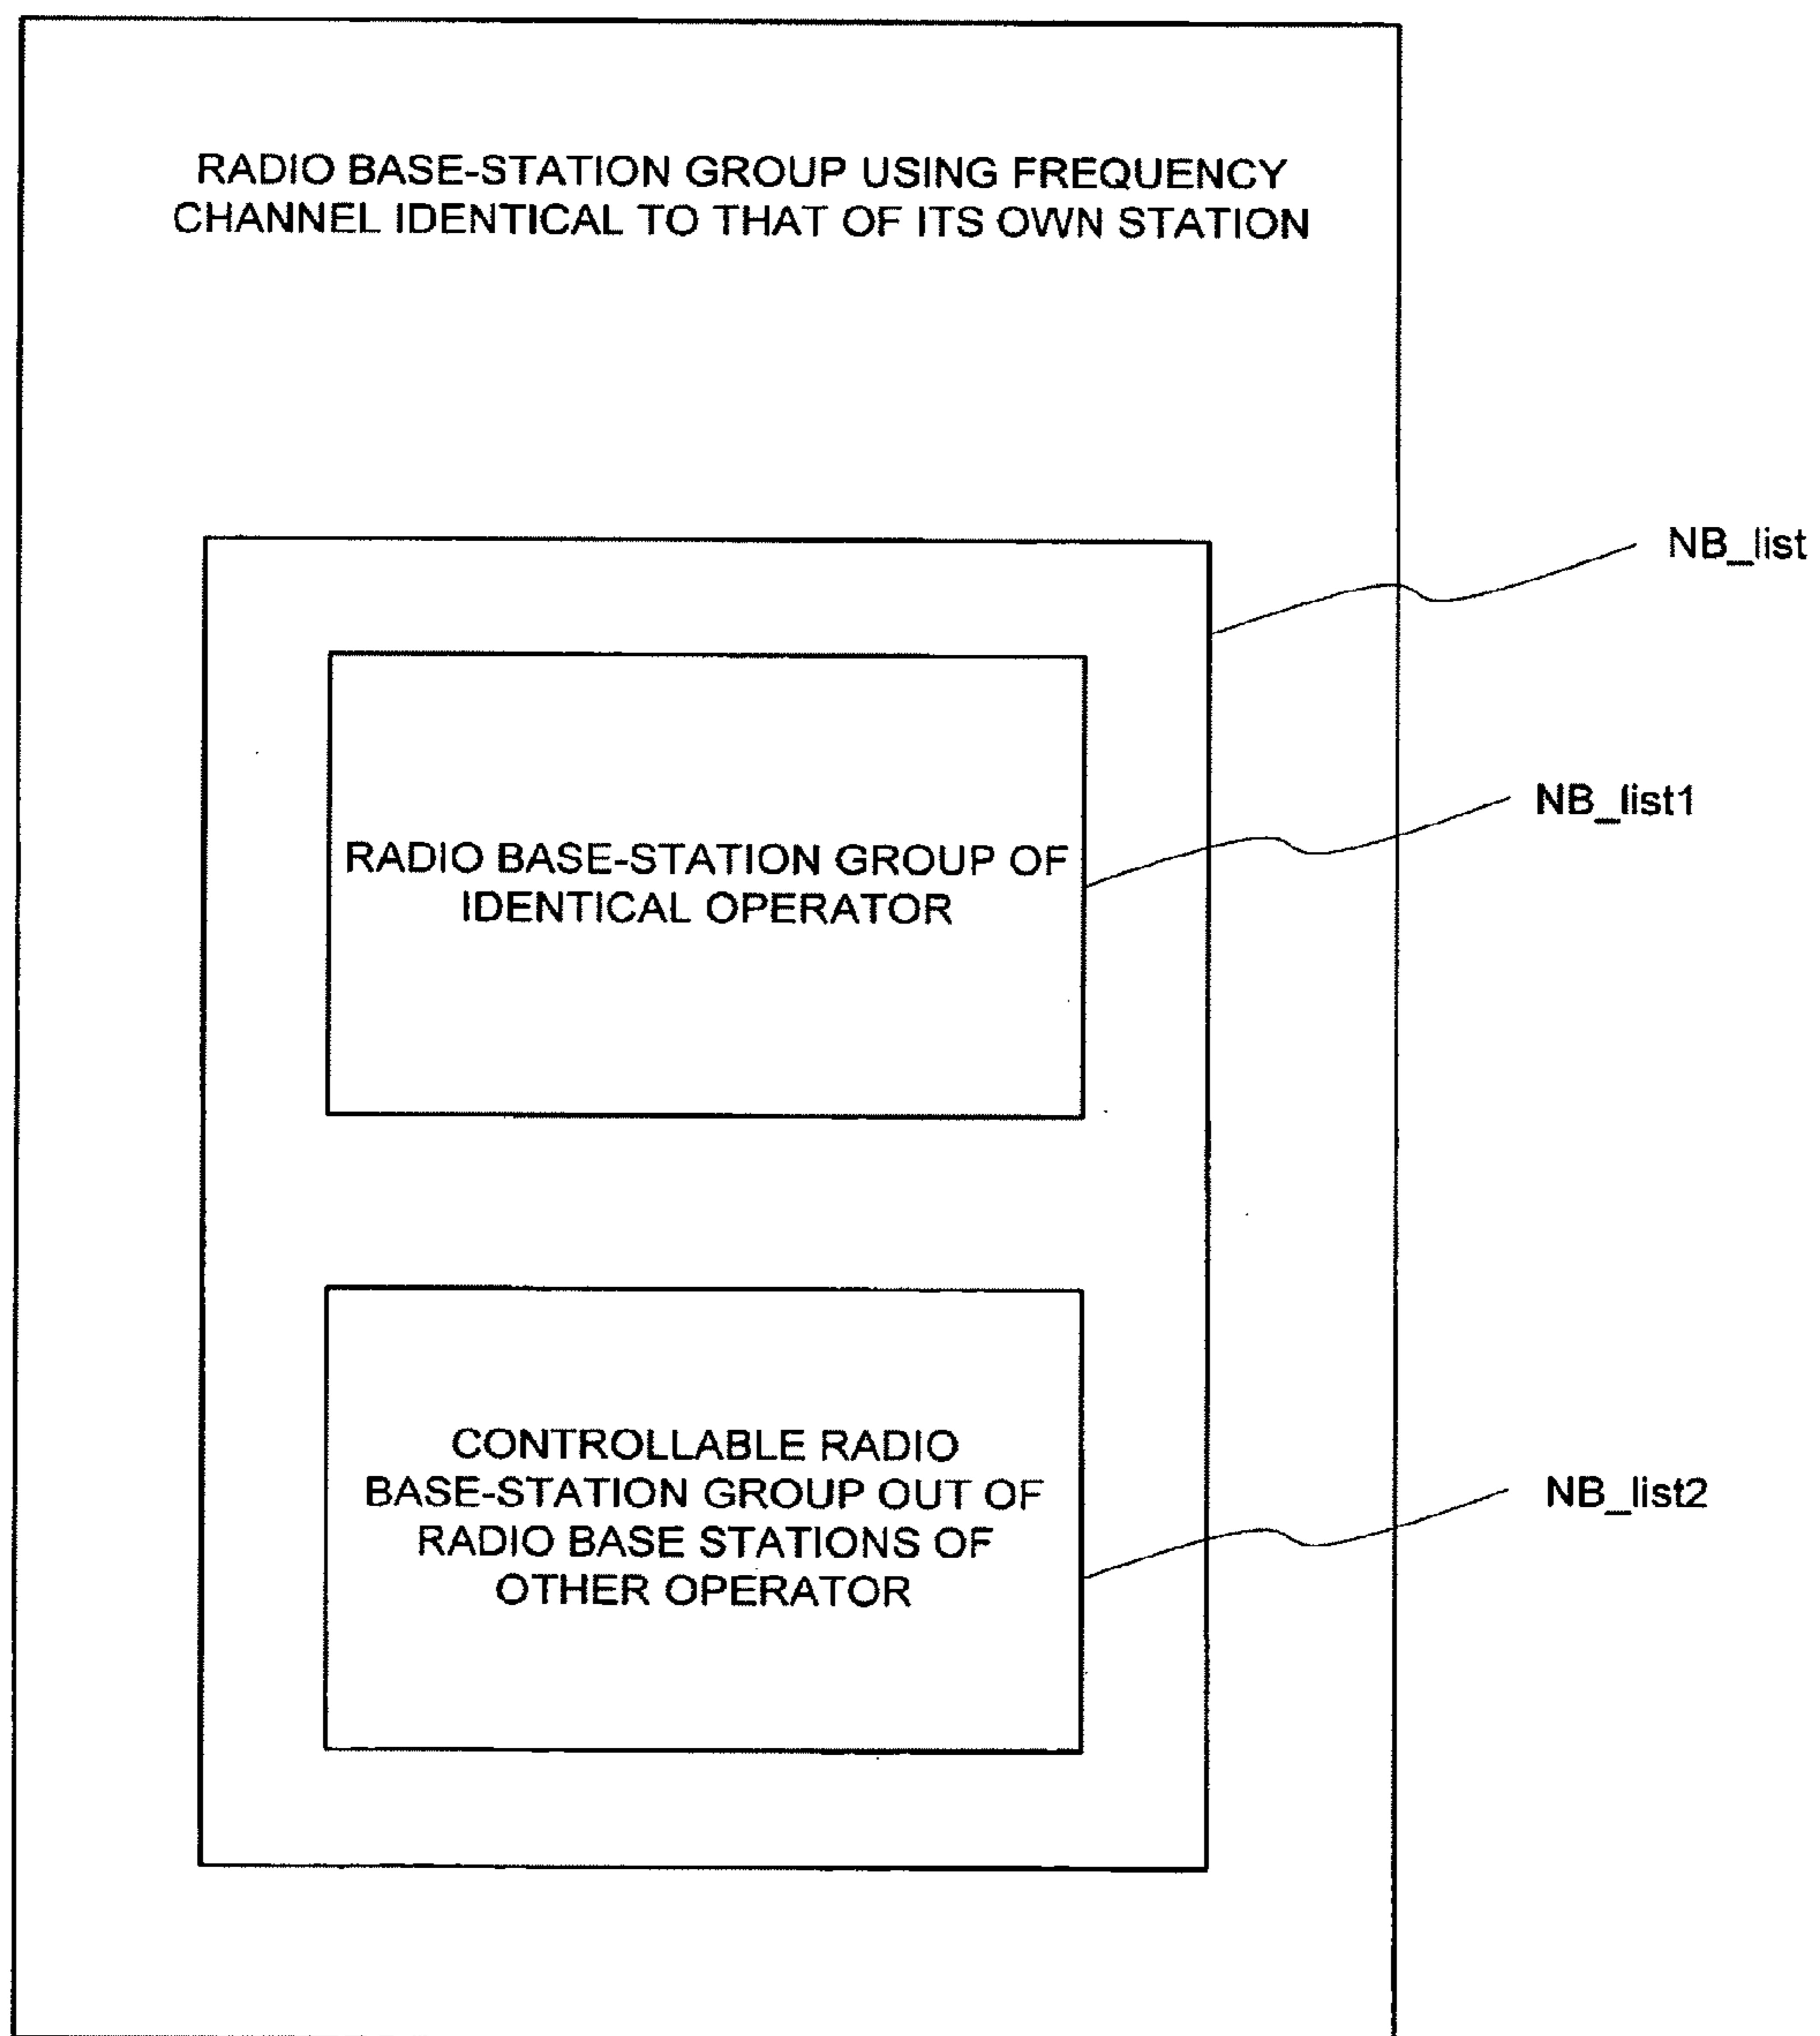 RADIO BASE-STATION GROUP USING FREQUENCY
CHANNEL IDENTICAL TO THAT OF ITS OWN STATION
NB_list
RADIO BASE-STATION GROUP OF
IDENTICAL OPERATOR
NB_list1
CONTROLLABLE RADIO
BASE-STATION GROUP OUT OF
RADIO BASE STATIONS OF
OTHER OPERATOR
NB_list2